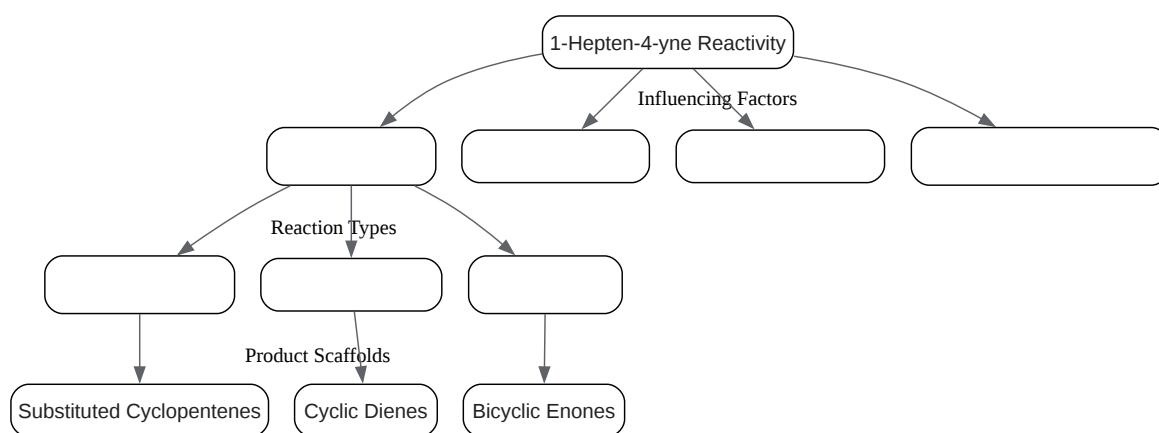 1-Hepten-4-yne Reactivity
Influencing Factors
Reaction Types
Product Scaffolds
Substituted Cyclopentenes
Cyclic Dienes
Bicyclic Enones